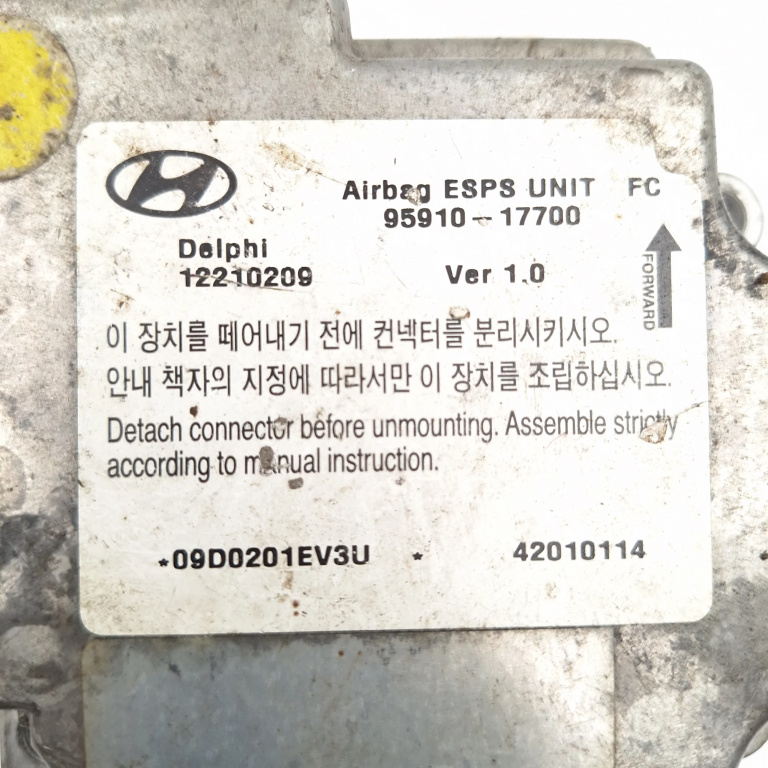 Airbag ESPS UNIT FC
95910-17700
Delphi
12210209 Ver 1.0
FORWARD
이 장치를 떼어내기 전에 컨넥터를 분리시키시오.
안내 책자의 지정에 따라서만 이 장치를 조립하십시오.
Detach connector before unmounting. Assemble strictly
according to manual instruction.
*09D0201EV3U * 42010114